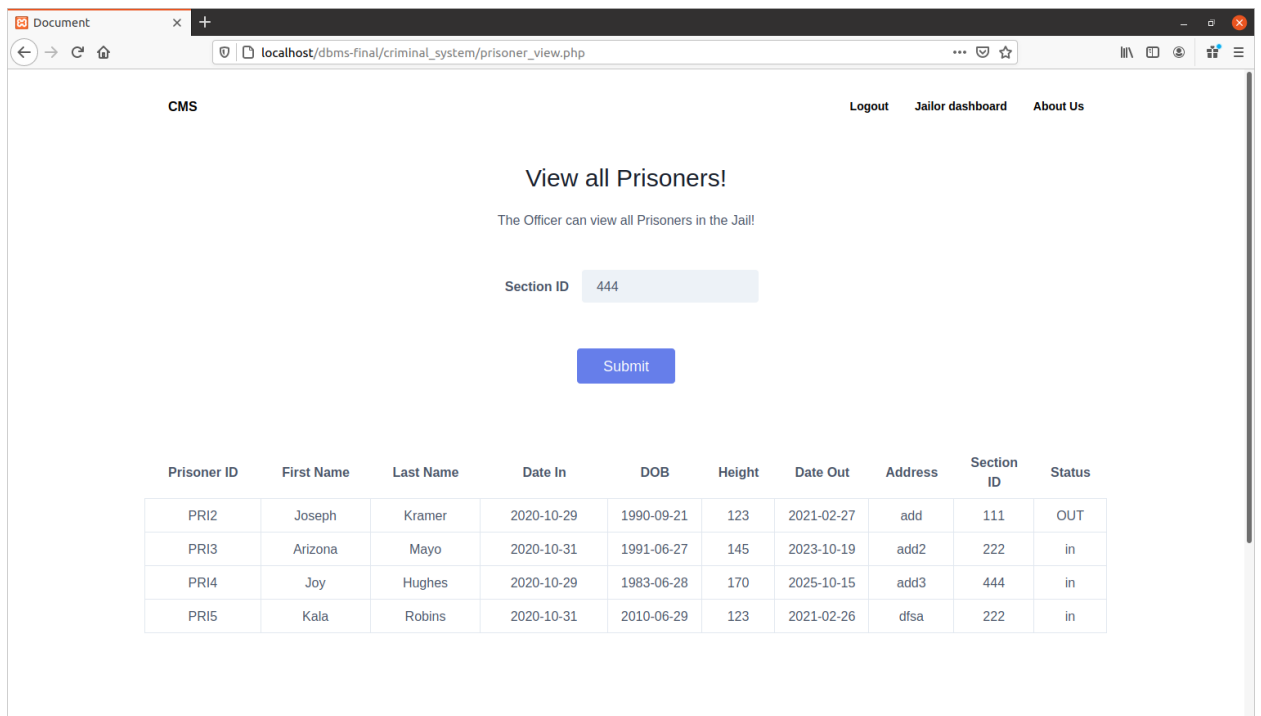 Document
localhost/dbms-final/criminal_system/prisoner_view.php
CMS Logout Jailor dashboard About Us
View all Prisoners!
The Officer can view all Prisoners in the Jail!
Section ID 444
Submit
Prisoner ID First Name Last Name Date In DOB Height Date Out Address Section ID Status
PRI2 Joseph Kramer 2020-10-29 1990-09-21 123 2021-02-27 add 111 OUT
PRI3 Arizona Mayo 2020-10-31 1991-06-27 145 2023-10-19 add2 222 in
PRI4 Joy Hughes 2020-10-29 1983-06-28 170 2025-10-15 add3 444 in
PRI5 Kala Robins 2020-10-31 2010-06-29 123 2021-02-26 dfsa 222 in